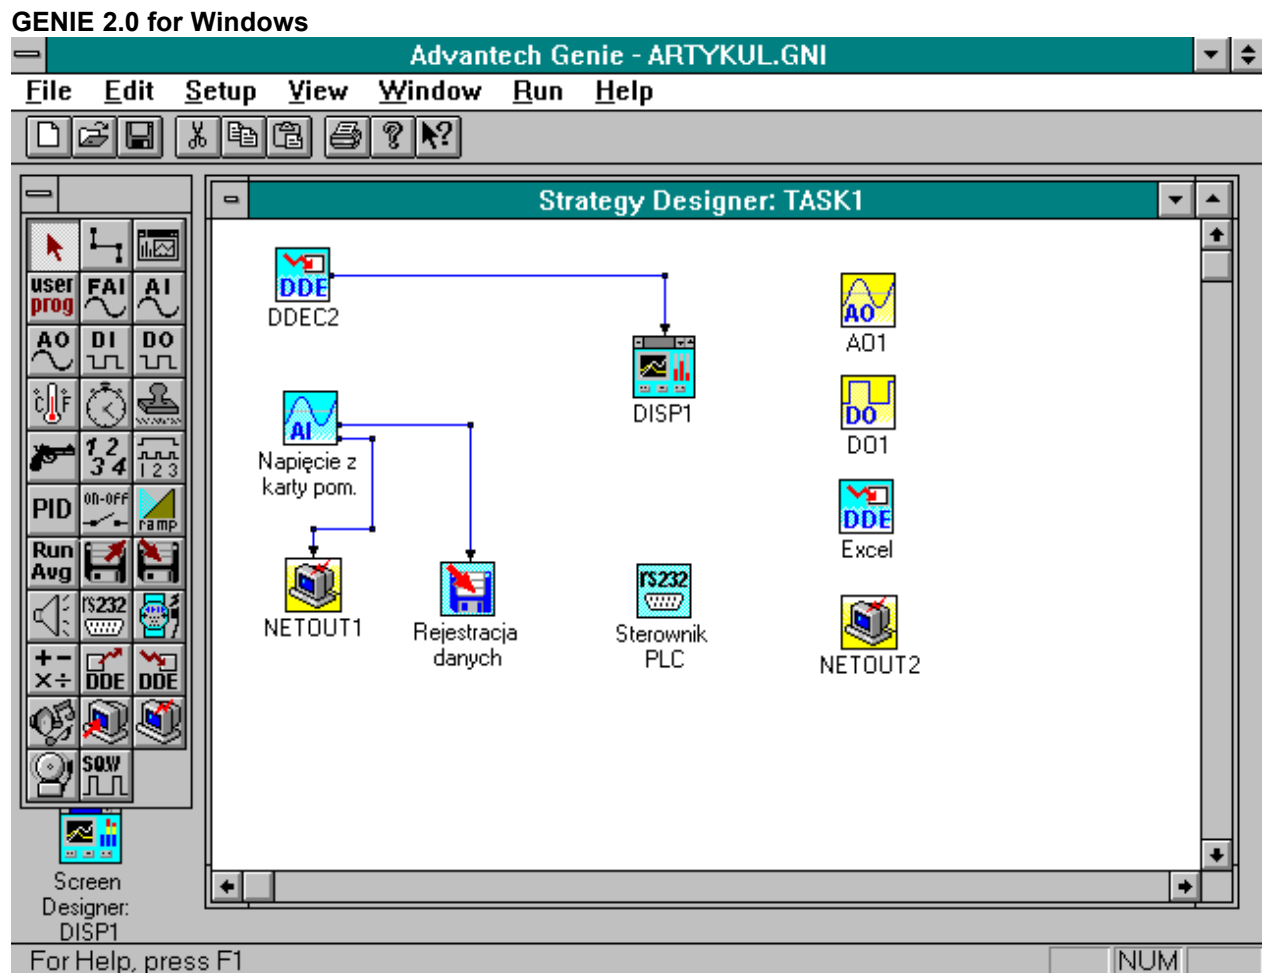 GENIE 2.0 for Windows
Advantech Genie - ARTYKUL.GNI
File Edit Setup View Window Run Help
Strategy Designer: TASK1
user prog
FAI
AI
AO
DI
DO
°C °F
1 2 3 4
1 2 3
PID
on-off
ramp
Run Avg
rs232
+ - × ÷
DDE
DDE
SQW
DDE
DDEC2
DISP1
AI
Napięcie z
karty pom.
NETOUT1
Rejestracja
danych
rs232
Sterownik
PLC
AO
AO1
DO
DO1
DDE
Excel
NETOUT2
Screen
Designer:
DISP1
For Help, press F1
NUM